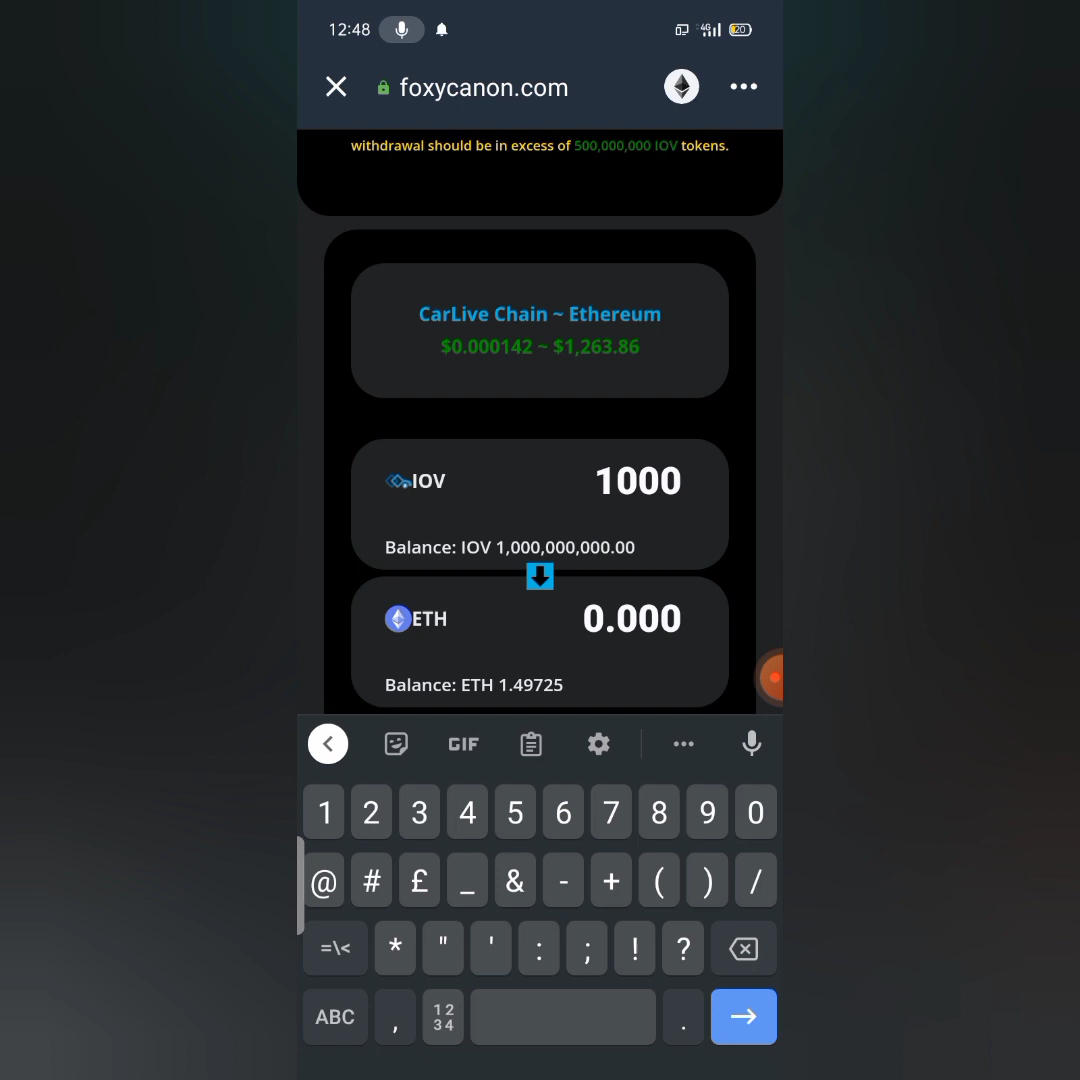 12:48 4G 20
foxycanon.com
withdrawal should be in excess of 500,000,000 IOV tokens.
CarLive Chain ~ Ethereum
$0.000142 ~ $1,263.86
IOV 1000
Balance: IOV 1,000,000,000.00
ETH 0.000
Balance: ETH 1.49725
GIF
1 2 3 4 5 6 7 8 9 0
@ # £ _ & - + ( ) /
=\< * " ' : ; ! ?
ABC , 12 34 .